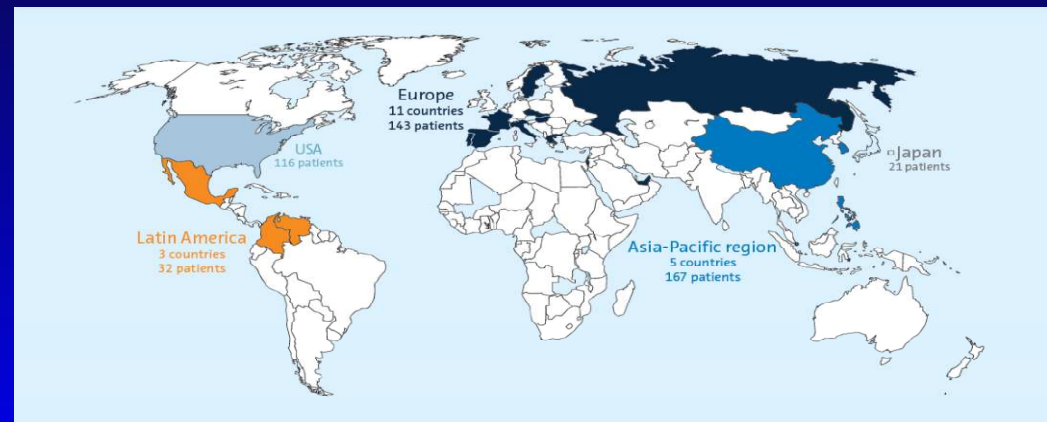 Europe
11 countries
143 patients
USA
116 patients
Japan
21 patients
Latin America
3 countries
32 patients
Asia-Pacific region
5 countries
167 patients